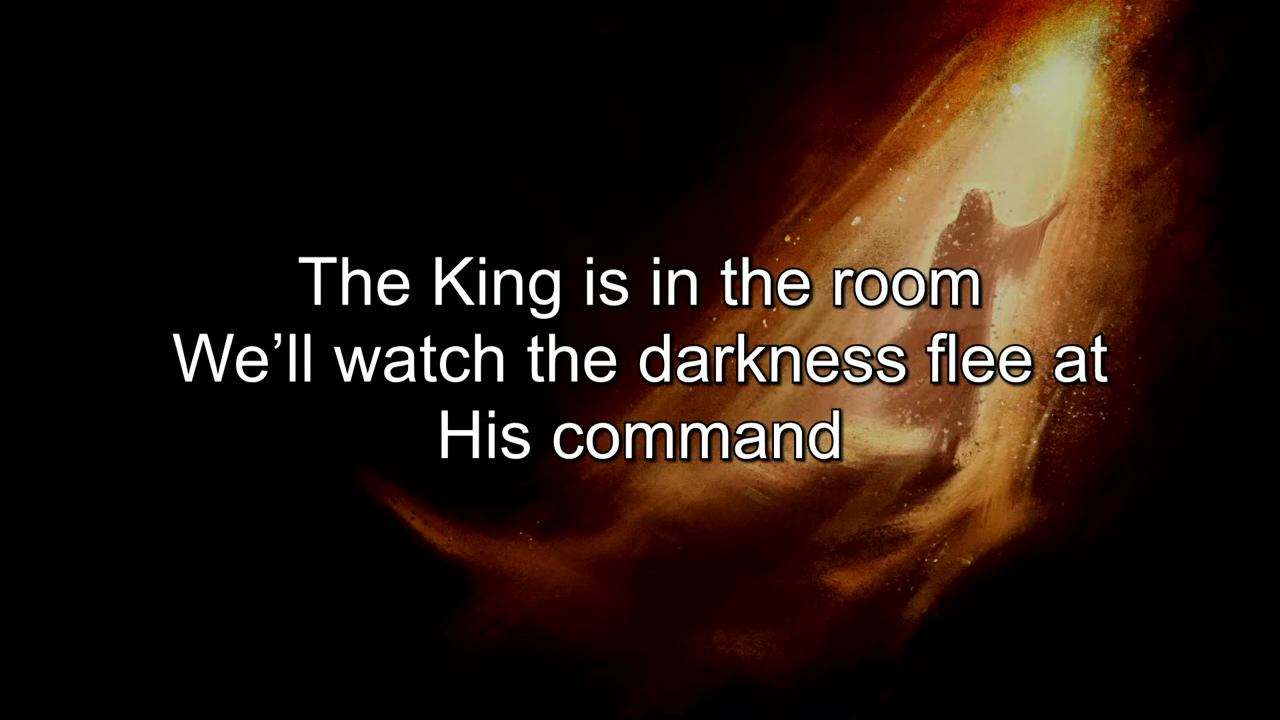 The King is in the room
We’ll watch the darkness flee at
His command